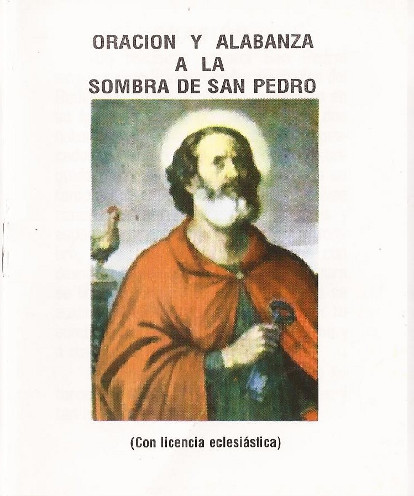 ORACION Y ALABANZA
A LA
SOMBRA DE SAN PEDRO
(Con licencia eclesiástica)